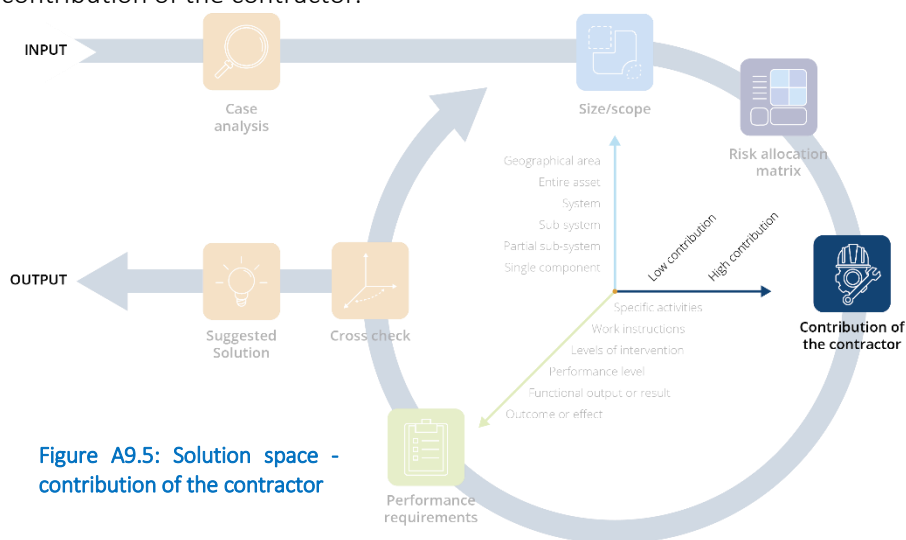 contribution of the contractor.
INPUT
Case
analysis
Size/scope
Risk allocation
matrix
Geographical area
Entire asset
System
Sub system
Partial sub-system
Single component
Low contribution
High contribution
OUTPUT
Suggested
Solution
Cross check
Specific activities
Work instructions
Levels of intervention
Performance level
Functional output or result
Outcome or effect
Contribution of
the contractor
Figure A9.5: Solution space -
contribution of the contractor
Performance
requirements